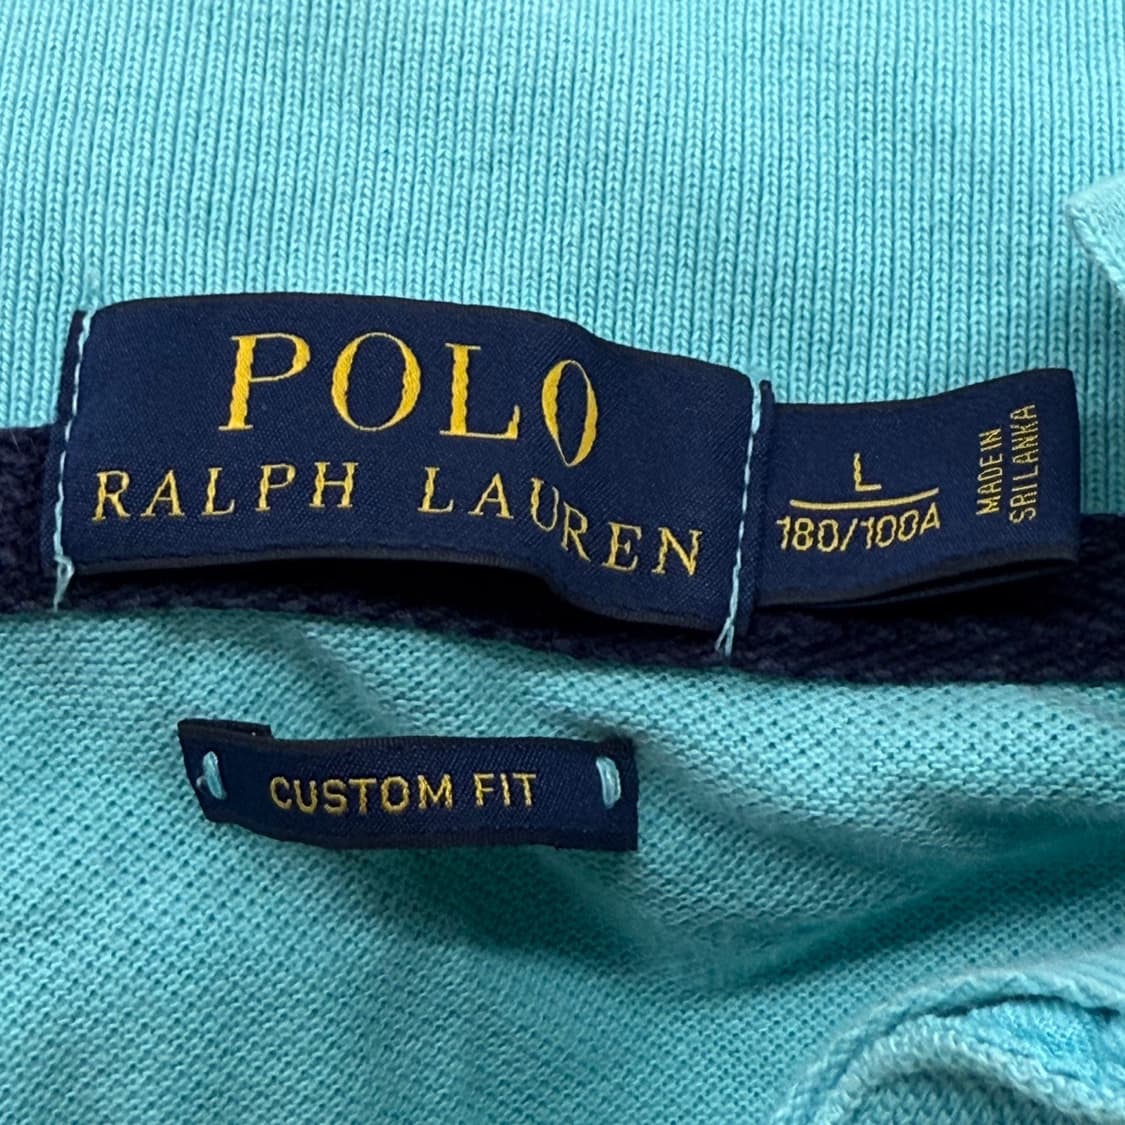 POLO
RALPH LAUREN
L
180/100A
MADE IN
SRI LANKA
CUSTOM FIT